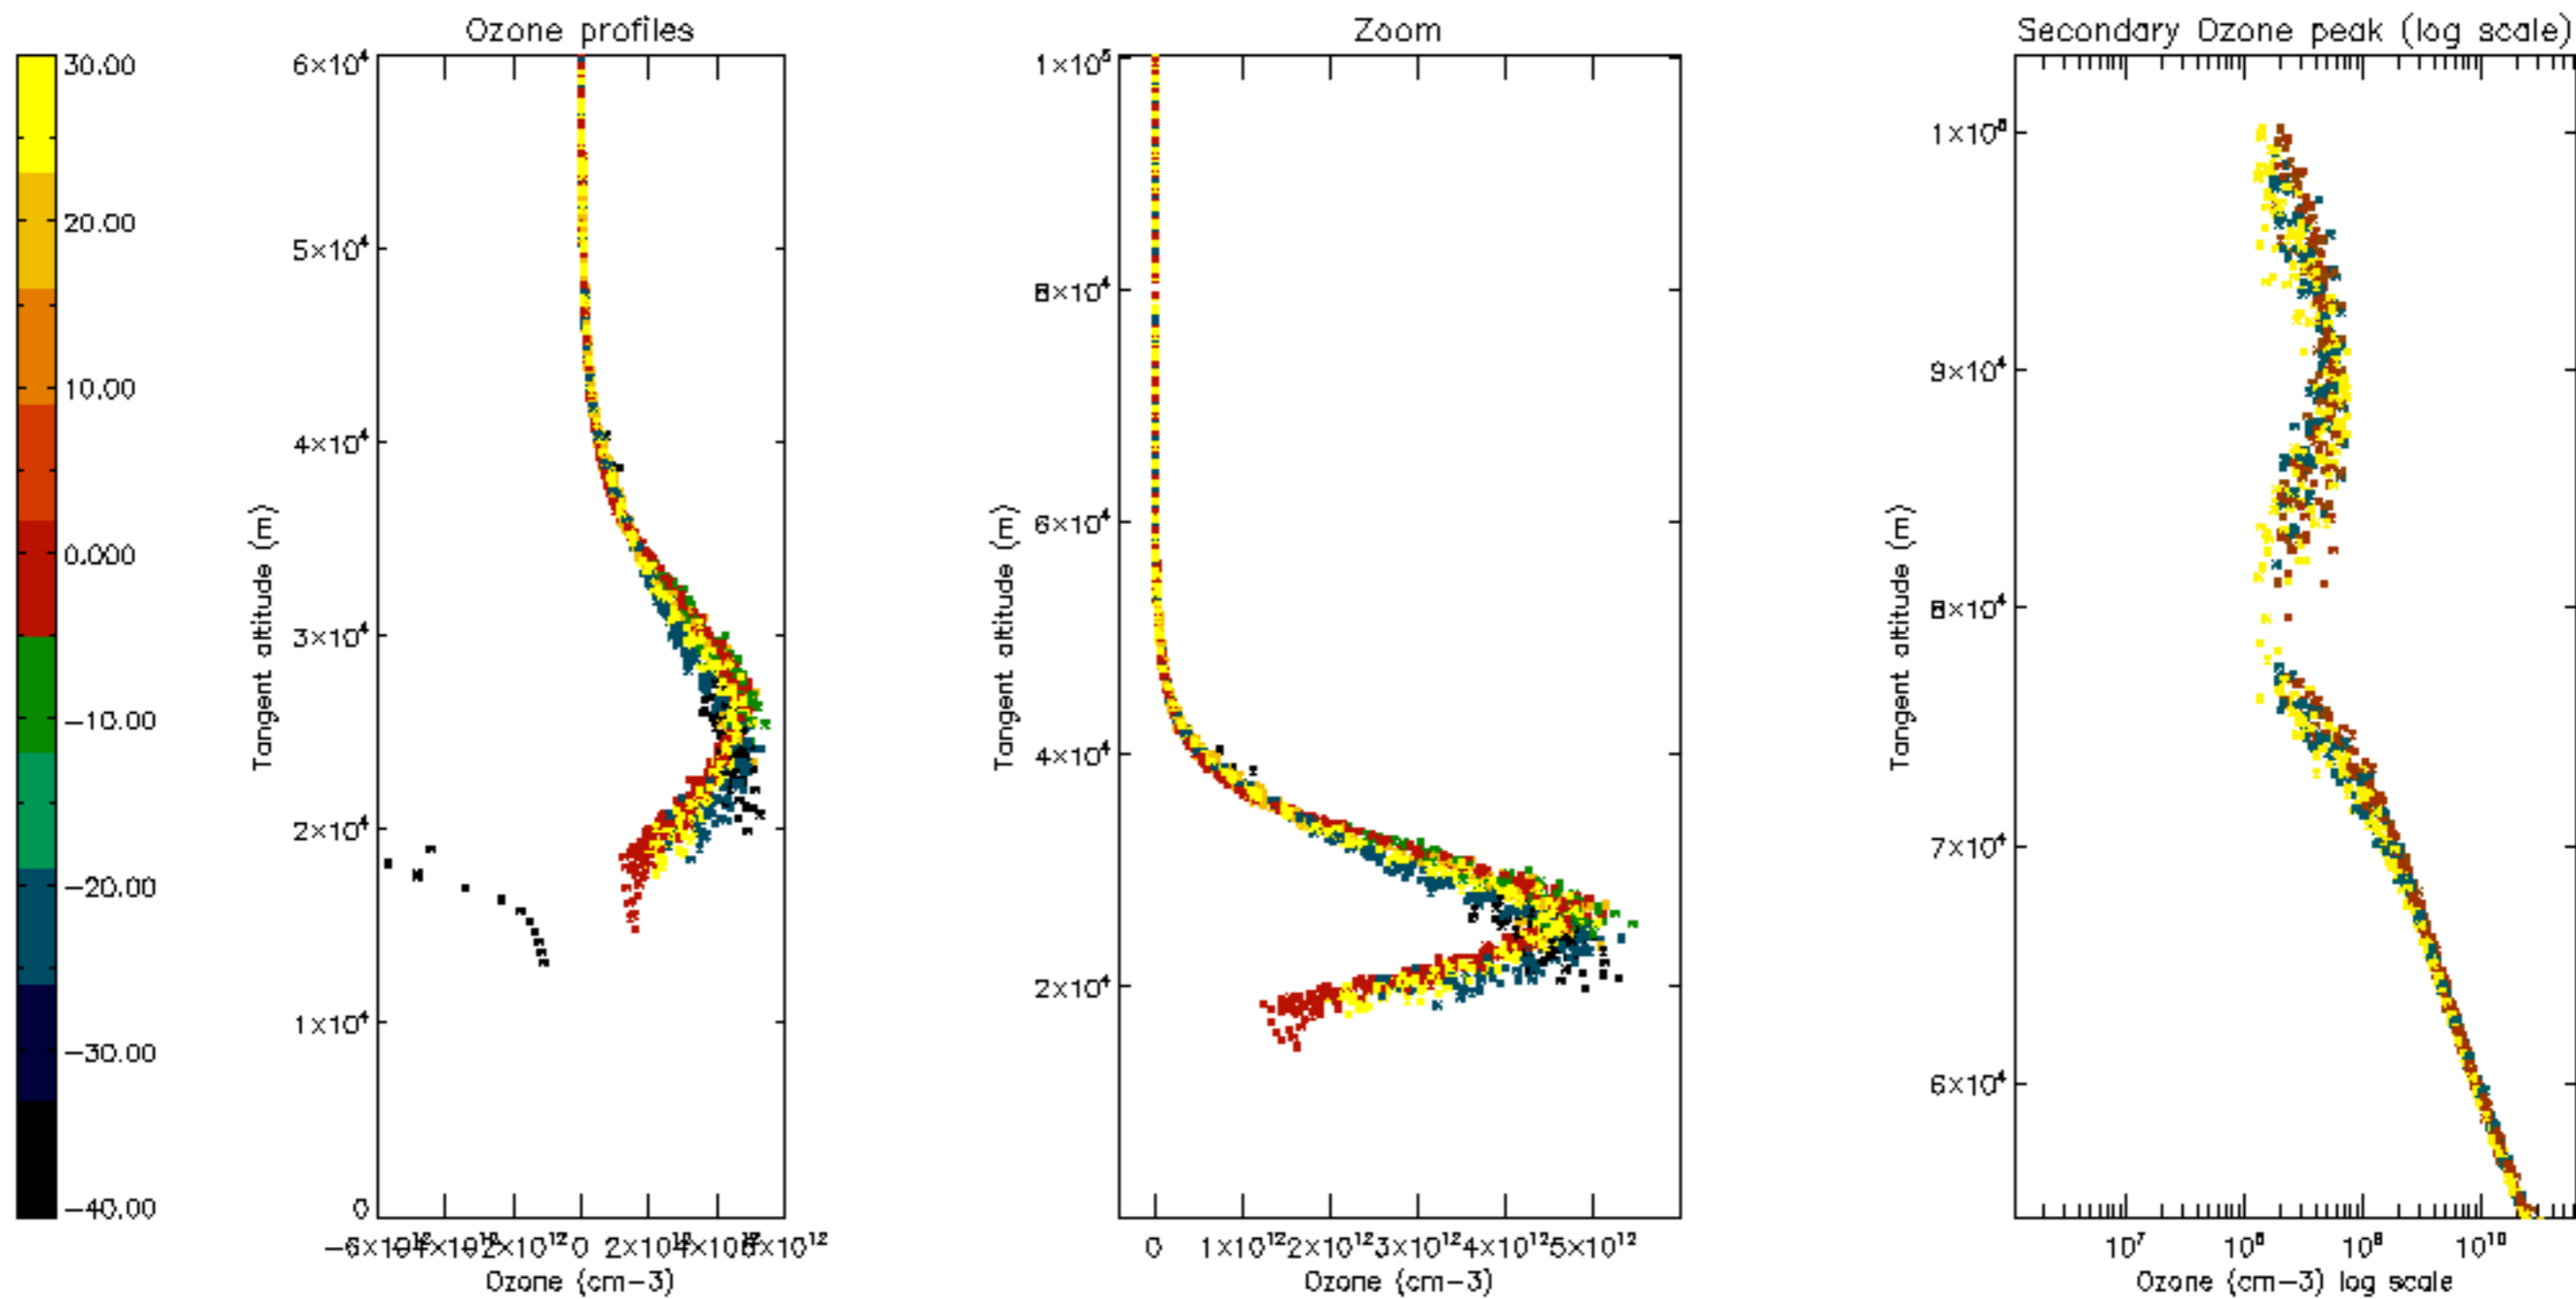 Ozone profiles
Zoom
Secondary Ozone peak (log scale)
30.00
20.00
10.00
0.000
-10.00
-20.00
-30.00
-40.00
6×10⁴
5×10⁴
4×10⁴
3×10⁴
2×10⁴
1×10⁴
0
Tangent altitude (m)
0 2×10¹²
Ozone (cm-3)
1×10⁵
8×10⁴
6×10⁴
4×10⁴
2×10⁴
Tangent altitude (m)
0 1×10¹² 2×10¹² 3×10¹² 4×10¹² 5×10¹²
Ozone (cm-3)
9×10⁴
8×10⁴
7×10⁴
6×10⁴
Tangent altitude (m)
10⁷ 10⁸ 10⁹ 10¹⁰
Ozone (cm-3) log scale